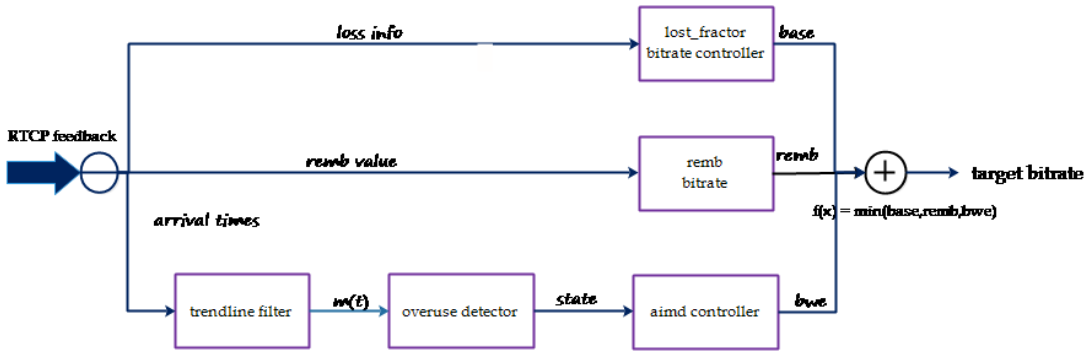 loss info
lost_fractor
bitrate controller
base
RTCP feedback
remb value
remb
bitrate
remb
+
target bitrate
f(x) = min(base,remb,bwe)
arrival times
trendline filter
m(t)
overuse detector
state
aimd controller
bwe